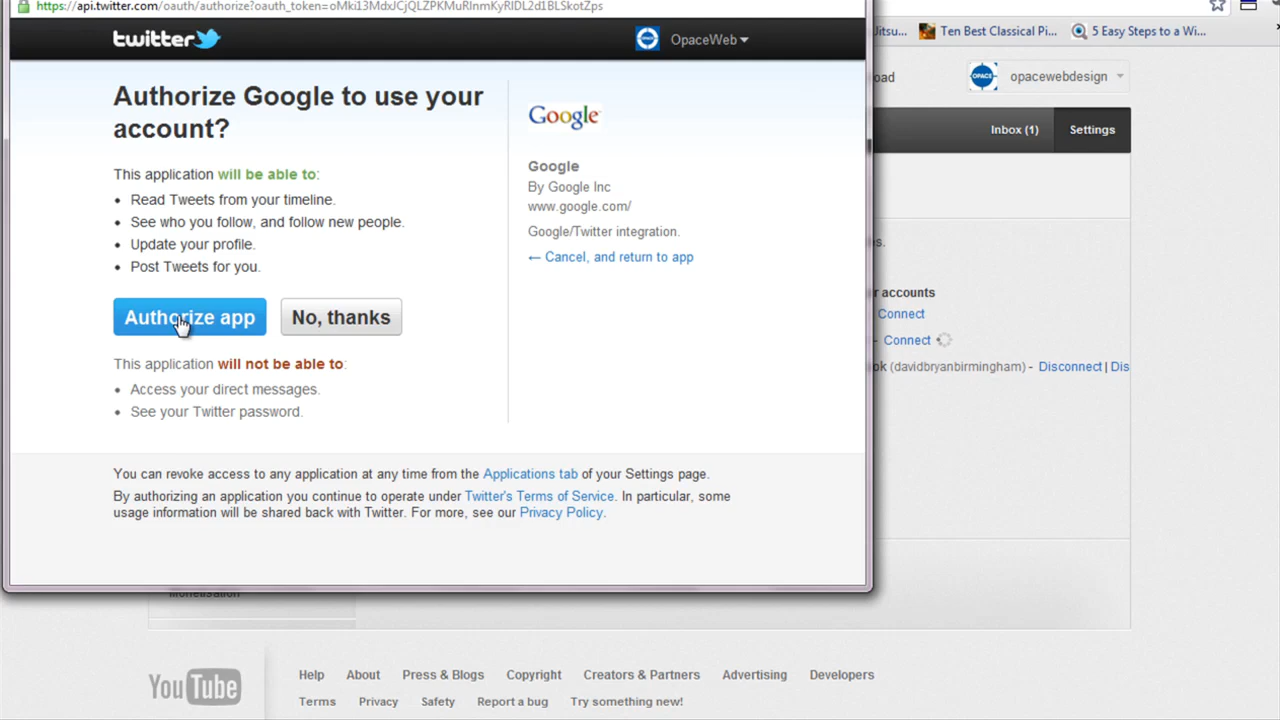 https://api.twitter.com/oauth/authorize?oauth_token=oMki13MdxJCjQLZPKMuRlnmKyRIDL2d1BLSkotZps
twitter
OpaceWeb
Jitsu... Ten Best Classical Pi... 5 Easy Steps to a Wi...
oad
OPACE
opacewebdesign
Inbox (1) Settings
Authorize Google to use your
account?
This application will be able to:
Read Tweets from your timeline.
See who you follow, and follow new people.
Update your profile.
Post Tweets for you.
Authorize app No, thanks
This application will not be able to:
Access your direct messages.
See your Twitter password.
Google
Google
By Google Inc
www.google.com/
Google/Twitter integration.
← Cancel, and return to app
s.
r accounts
Connect
- Connect
ok (davidbryanbirmingham) - Disconnect | Dis
You can revoke access to any application at any time from the Applications tab of your Settings page.
By authorizing an application you continue to operate under Twitter's Terms of Service. In particular, some
usage information will be shared back with Twitter. For more, see our Privacy Policy.
Monetisation
YouTube
Help About Press & Blogs Copyright Creators & Partners Advertising Developers
Terms Privacy Safety Report a bug Try something new!